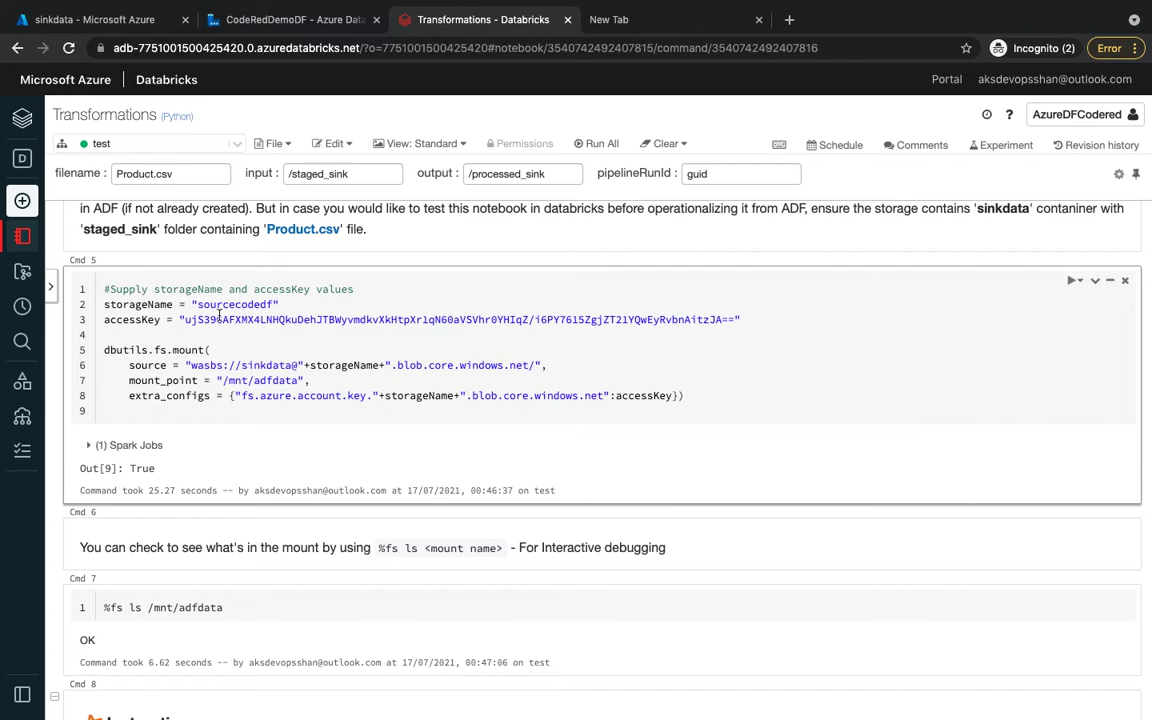 sinkdata - Microsoft Azure
CodeRedDemoDF - Azure Data
Transformations - Databricks
New Tab
adb-7751001500425420.0.azuredatabricks.net/?o=7751001500425420#notebook/3540742492407815/command/3540742492407816
Incognito (2)
Error
Microsoft Azure
Databricks
Portal
aksdevopsshan@outlook.com
Transformations (Python)
AzureDFCodered
test
File
Edit
View: Standard
Permissions
Run All
Clear
Schedule
Comments
Experiment
Revision history
filename : Product.csv
input : /staged_sink
output : /processed_sink
pipelineRunId : guid
in ADF (if not already created). But in case you would like to test this notebook in databricks before operationalizing it from ADF, ensure the storage contains 'sinkdata' contaniner with
'staged_sink' folder containing 'Product.csv' file.
Cmd 5
1 #Supply storageName and accessKey values
2 storageName = "sourcecodedf"
3 accessKey =
4
5 dbutils.fs.mount(
6 source = "wasbs://sinkdata@"+storageName+".blob.core.windows.net/",
7 mount_point = "/mnt/adfdata",
8 extra_configs = {"fs.azure.account.key."+storageName+".blob.core.windows.net":accessKey})
9
(1) Spark Jobs
Out[9]: True
Command took 25.27 seconds -- by aksdevopsshan@outlook.com at 17/07/2021, 00:46:37 on test
Cmd 6
You can check to see what's in the mount by using %fs ls <mount name> - For Interactive debugging
Cmd 7
1 %fs ls /mnt/adfdata
OK
Command took 6.62 seconds -- by aksdevopsshan@outlook.com at 17/07/2021, 00:47:06 on test
Cmd 8